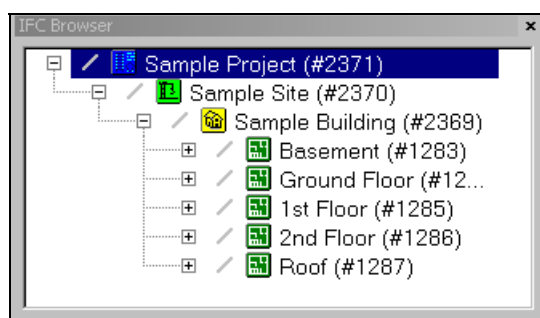 IFC Browser
Sample Project (#2371)
Sample Site (#2370)
Sample Building (#2369)
Basement (#1283)
Ground Floor (#12...
1st Floor (#1285)
2nd Floor (#1286)
Roof (#1287)